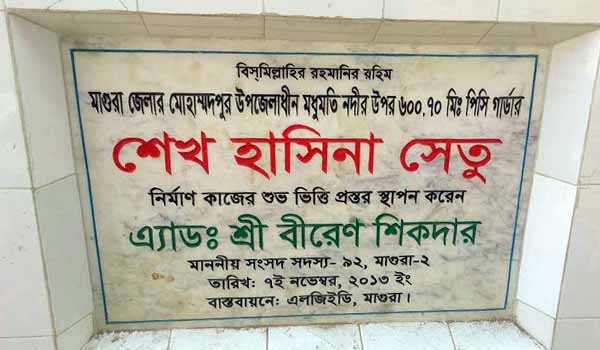 বিস্‌মিল্লাহির রহমানির রহিম
মাগুরা জেলার মোহাম্মদপুর উপজেলাধীন মধুমতি নদীর উপর ৬০০.৭০ মিঃ পিসি গার্ডার
শেখ হাসিনা সেতু
নির্মাণ কাজের শুভ ভিত্তি প্রস্তর স্থাপন করেন
এ্যাডঃ শ্রী বীরেণ শিকদার
মাননীয় সংসদ সদস্য- ৯২, মাগুরা-২
তারিখ: ৭ই নভেম্বর, ২০১৩ ইং
বাস্তবায়নে: এলজিইডি, মাগুরা।